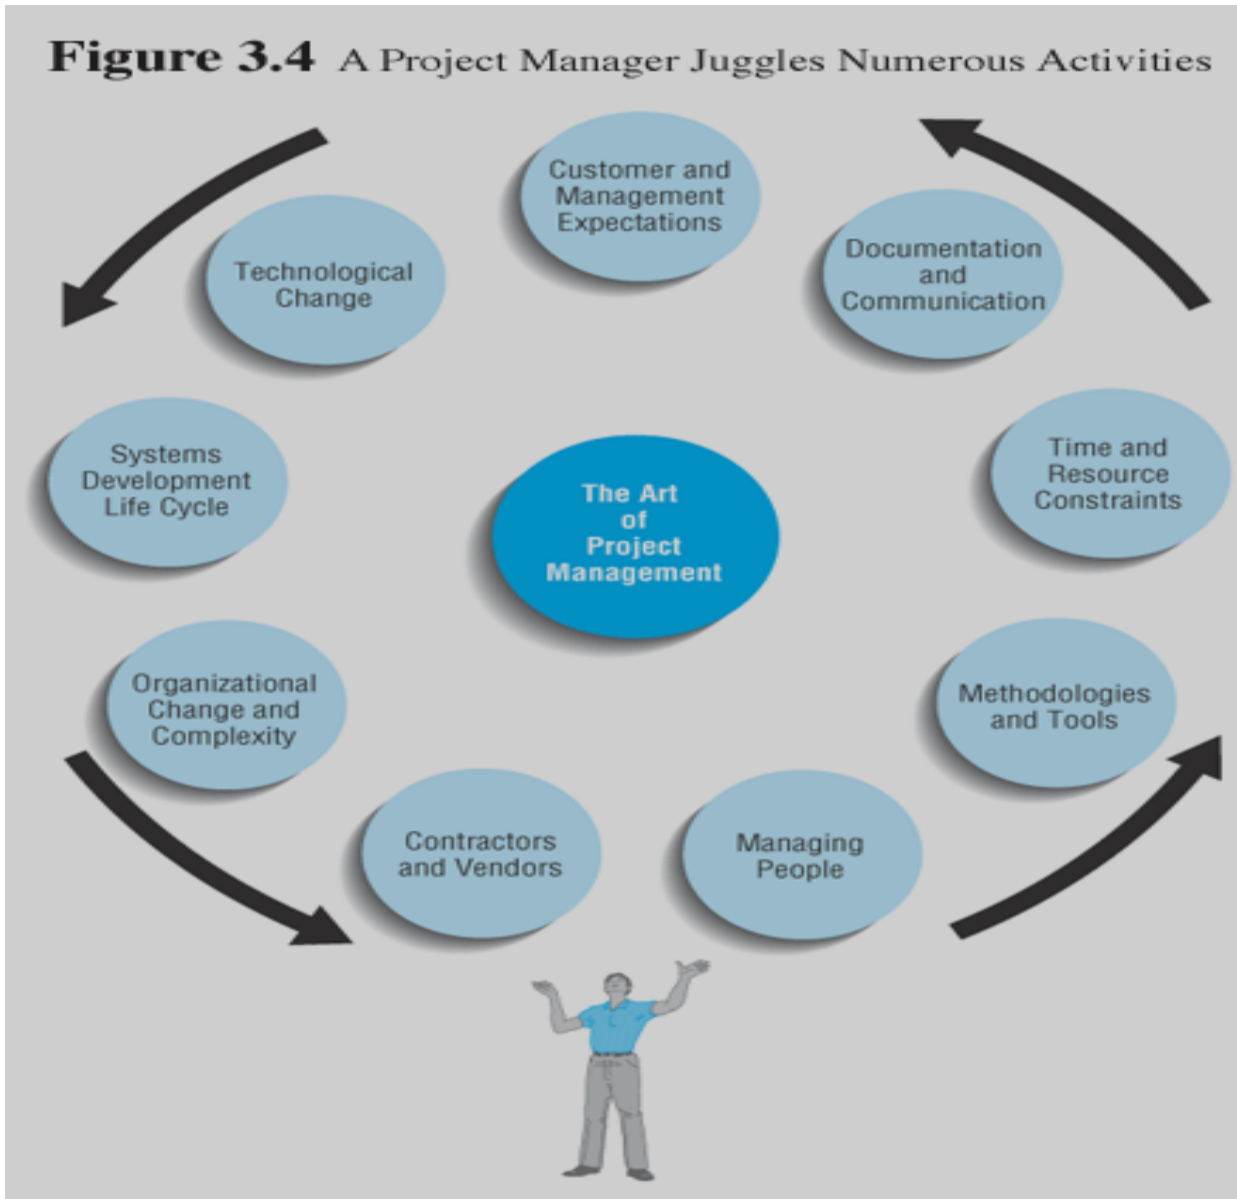 Figure 3.4 A Project Manager Juggles Numerous Activities
Customer and
Management
Expectations
Documentation
and
Communication
Technological
Change
Time and
Resource
Constraints
Systems
Development
Life Cycle
The Art
of
Project
Management
Methodologies
and Tools
Organizational
Change and
Complexity
Contractors
and Vendors
Managing
People